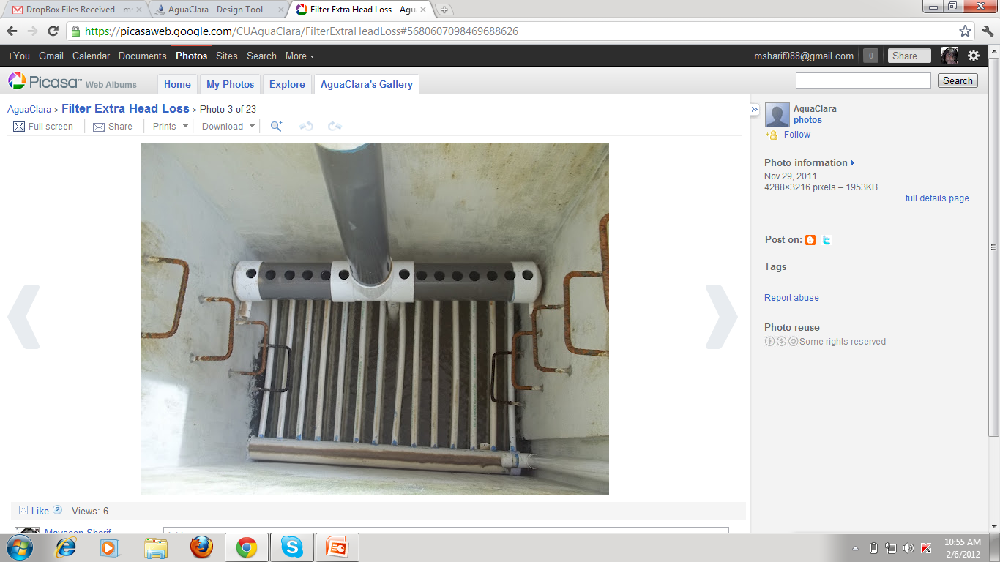 DropBox Files Received - ms
AguaClara - Design Tool
Filter Extra Head Loss - Agu
https://picasaweb.google.com/CUAguaClara/FilterExtraHeadLoss#5680607098469688626
+You Gmail Calendar Documents Photos Sites Search More
msharif088@gmail.com 0 Share...
Picasa™ Web Albums
Home My Photos Explore AguaClara's Gallery
Search
AguaClara > Filter Extra Head Loss > Photo 3 of 23
Full screen Share Prints Download
AguaClara
photos
Follow
Photo information
Nov 29, 2011
4288×3216 pixels – 1953KB
full details page
Post on:
Tags
Report abuse
Photo reuse
Some rights reserved
Like ? Views: 6
10:55 AM
2/6/2012